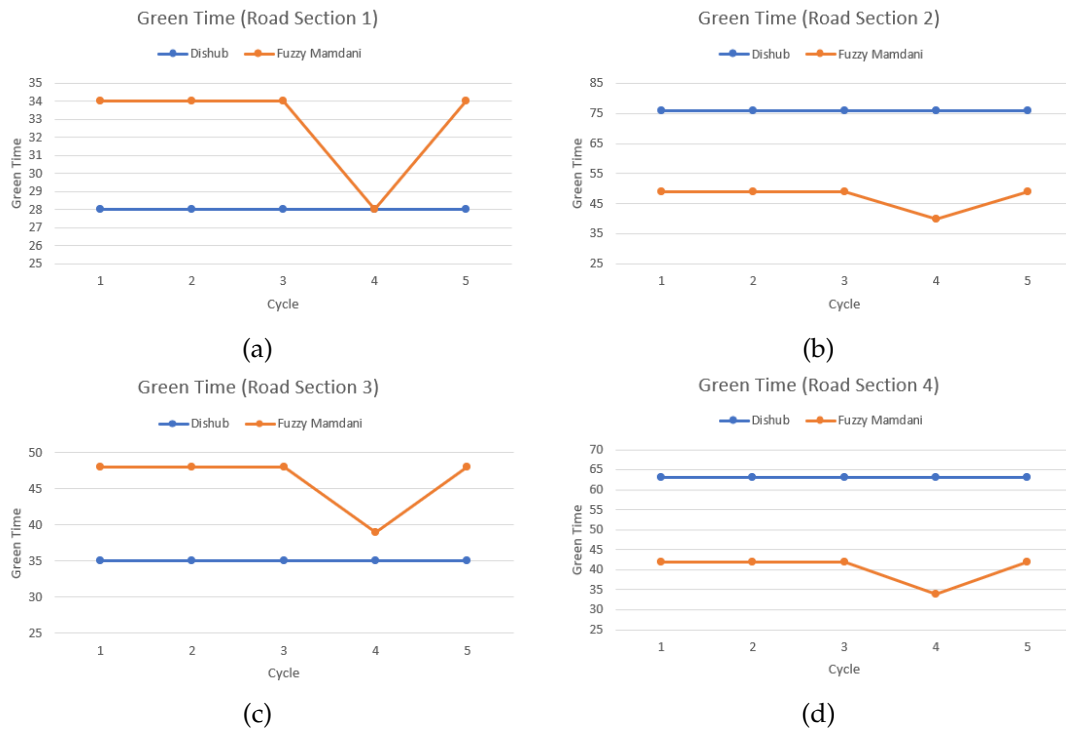 Green Time (Road Section 1)
Dishub Fuzzy Mamdani
35
34
33
32
31
30
29
28
27
26
25
Green Time
1 2 3 4 5
Cycle
(a)
Green Time (Road Section 2)
Dishub Fuzzy Mamdani
85
75
65
55
45
35
25
Green Time
1 2 3 4 5
Cycle
(b)
Green Time (Road Section 3)
Dishub Fuzzy Mamdani
50
45
40
35
30
25
Green Time
1 2 3 4 5
Cycle
(c)
Green Time (Road Section 4)
Dishub Fuzzy Mamdani
70
65
60
55
50
45
40
35
30
25
Green Time
1 2 3 4 5
Cycle
(d)